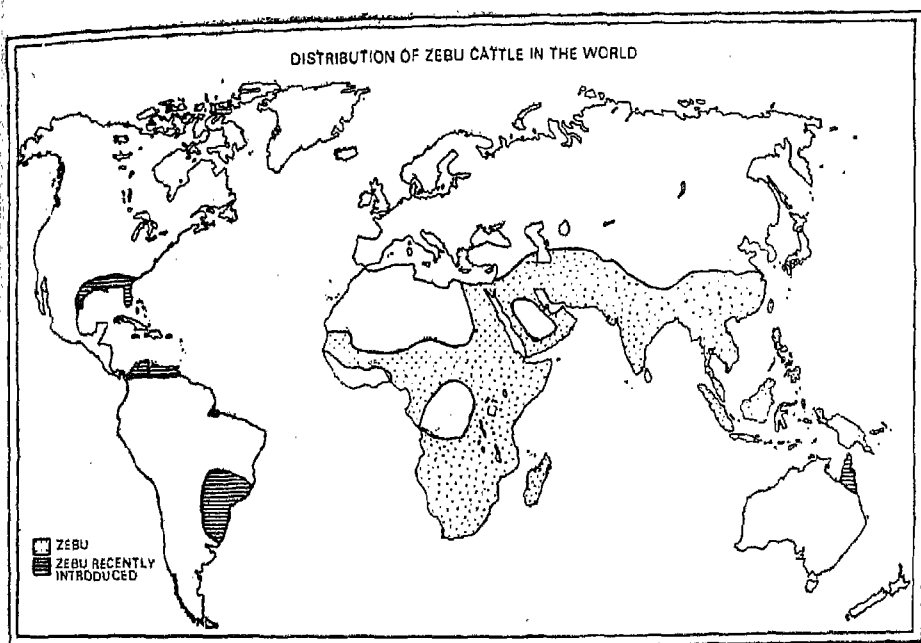 DISTRIBUTION OF ZEBU CATTLE IN THE WORLD
ZEBU
ZEBU RECENTLY
INTRODUCED